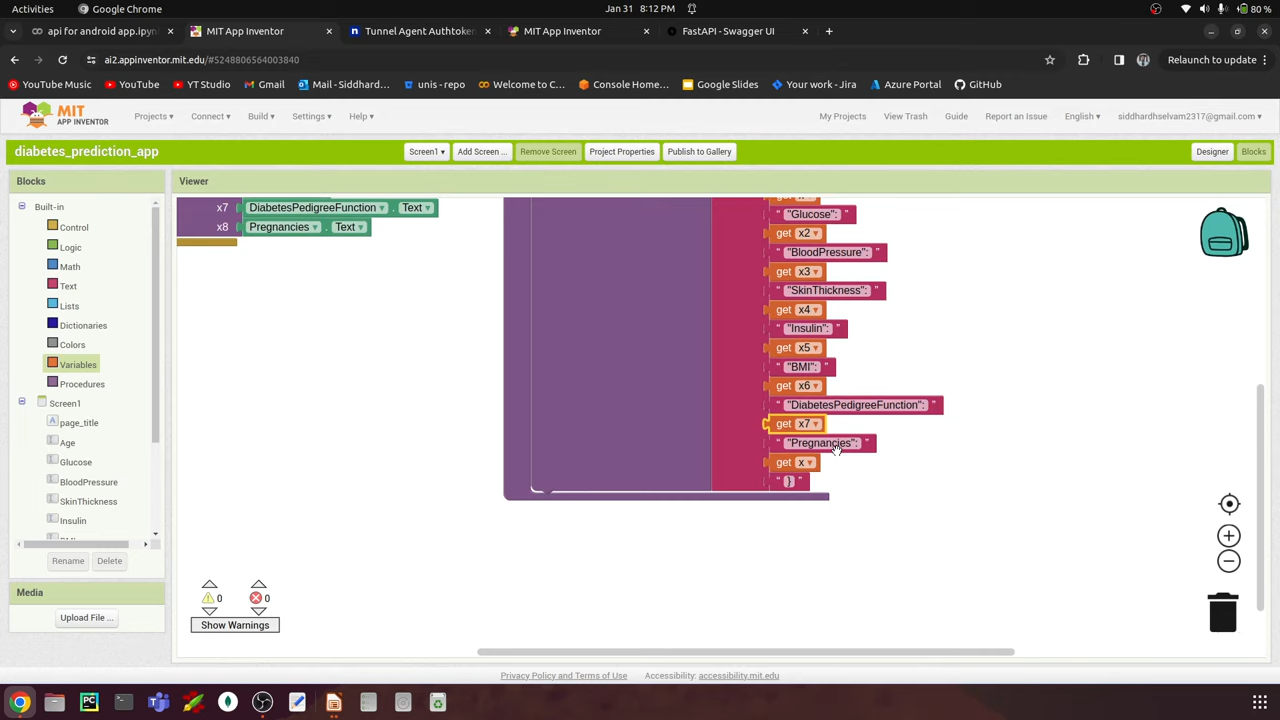 Activities
Google Chrome
Jan 31 8:12 PM
80 %
api for android app.ipyn
MIT App Inventor
Tunnel Agent Authtoke
MIT App Inventor
FastAPI - Swagger UI
ai2.appinventor.mit.edu/#5248806564003840
Relaunch to update
YouTube Music
YouTube
YT Studio
Gmail
Mail - Siddhard...
unis - repo
Welcome to C...
Console Home...
Google Slides
Your work - Jira
Azure Portal
GitHub
MIT
APP INVENTOR
Projects
Connect
Build
Settings
Help
My Projects
View Trash
Guide
Report an Issue
English
siddhardhselvam2317@gmail.com
diabetes_prediction_app
Screen1
Add Screen ...
Remove Screen
Project Properties
Publish to Gallery
Designer
Blocks
Blocks
Viewer
Built-in
Control
Logic
Math
Text
Lists
Dictionaries
Colors
Variables
Procedures
Screen1
page_title
Age
Glucose
BloodPressure
SkinThickness
Insulin
Rename
Delete
Media
Upload File ...
x7 DiabetesPedigreeFunction . Text
x8 Pregnancies . Text
" "Glucose": "
get x2
" "BloodPressure": "
get x3
" "SkinThickness": "
get x4
" "Insulin": "
get x5
" "BMI": "
get x6
" "DiabetesPedigreeFunction": "
get x7
" "Pregnancies": "
get x
" } "
0
0
Show Warnings
Privacy Policy and Terms of Use
Accessibility: accessibility.mit.edu